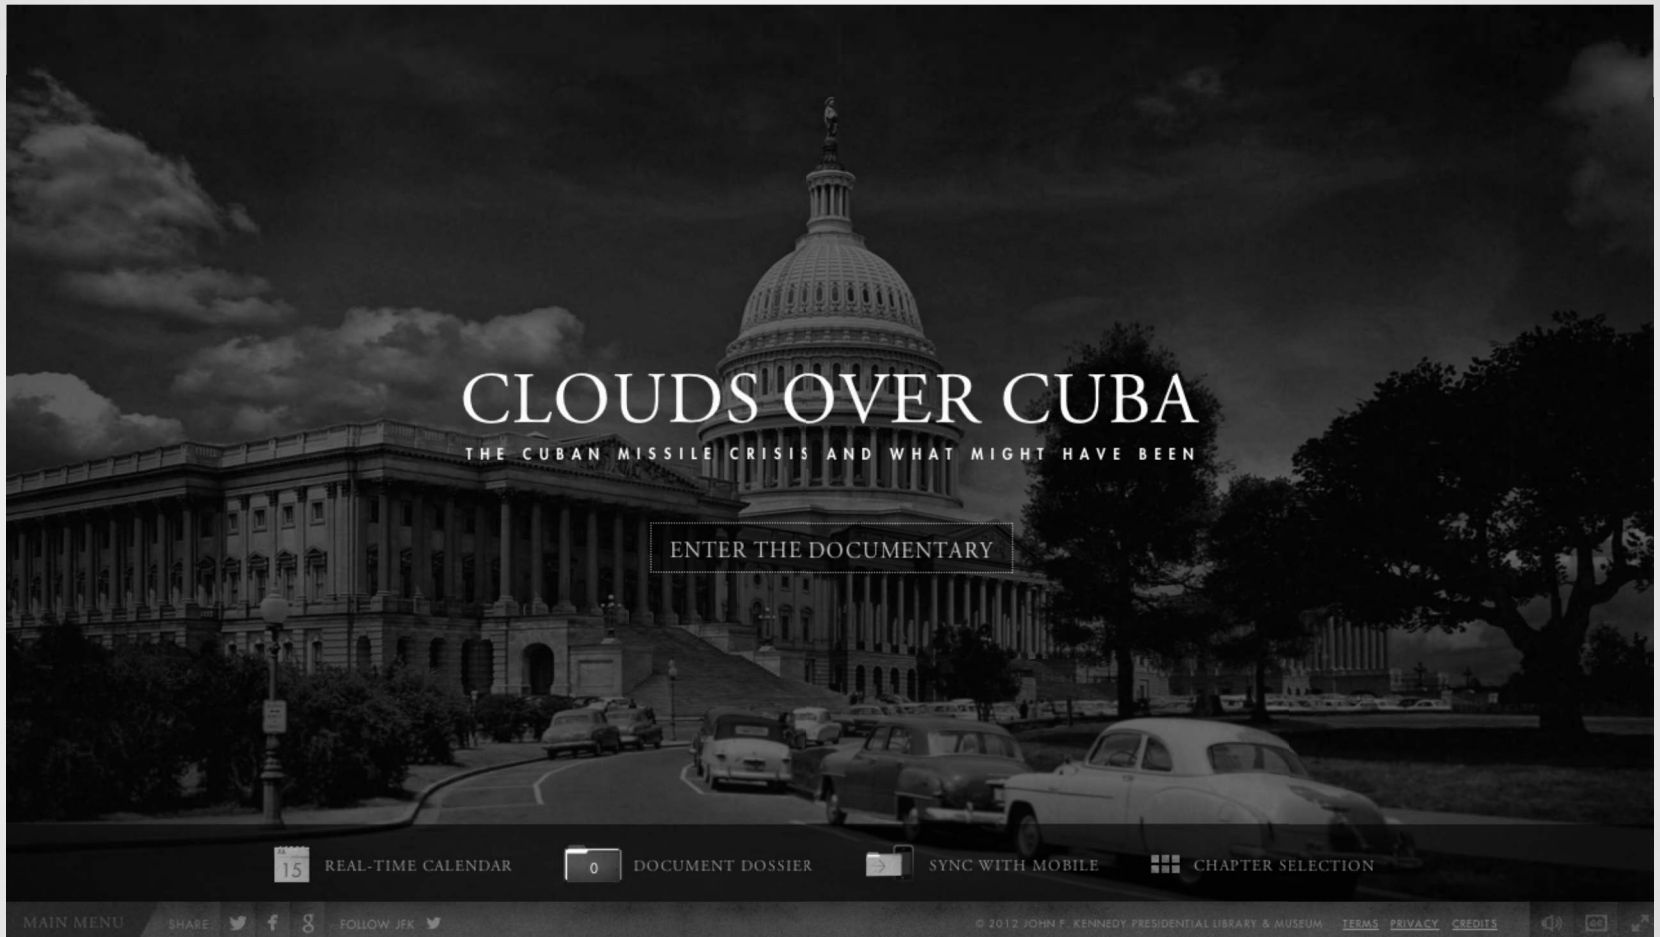 CLOUDS OVER CUBA
THE CUBAN MISSILE CRISIS AND WHAT MIGHT HAVE BEEN
ENTER THE DOCUMENTARY
15 REAL-TIME CALENDAR
0 DOCUMENT DOSSIER
SYNC WITH MOBILE
CHAPTER SELECTION
MAIN MENU
SHARE:
FOLLOW JFK
© 2012 JOHN F. KENNEDY PRESIDENTIAL LIBRARY & MUSEUM
TERMS PRIVACY CREDITS
CC